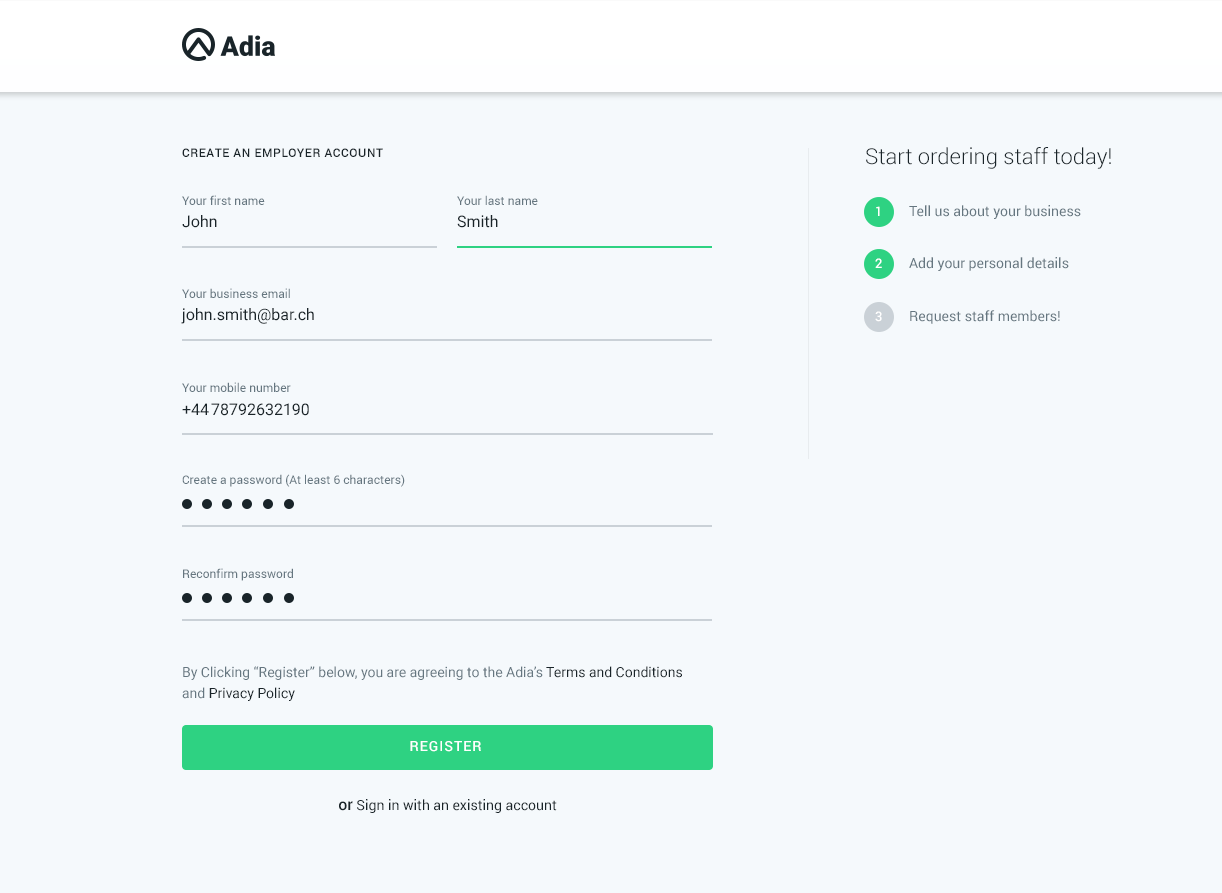 Adia
CREATE AN EMPLOYER ACCOUNT
Your first name
John
Your last name
Smith
Your business email
john.smith@bar.ch
Your mobile number
+4478792632190
Create a password (At least 6 characters)
Reconfirm password
By Clicking “Register” below, you are agreeing to the Adia’s Terms and Conditions
and Privacy Policy
REGISTER
or Sign in with an existing account
Start ordering staff today!
1 Tell us about your business
2 Add your personal details
3 Request staff members!